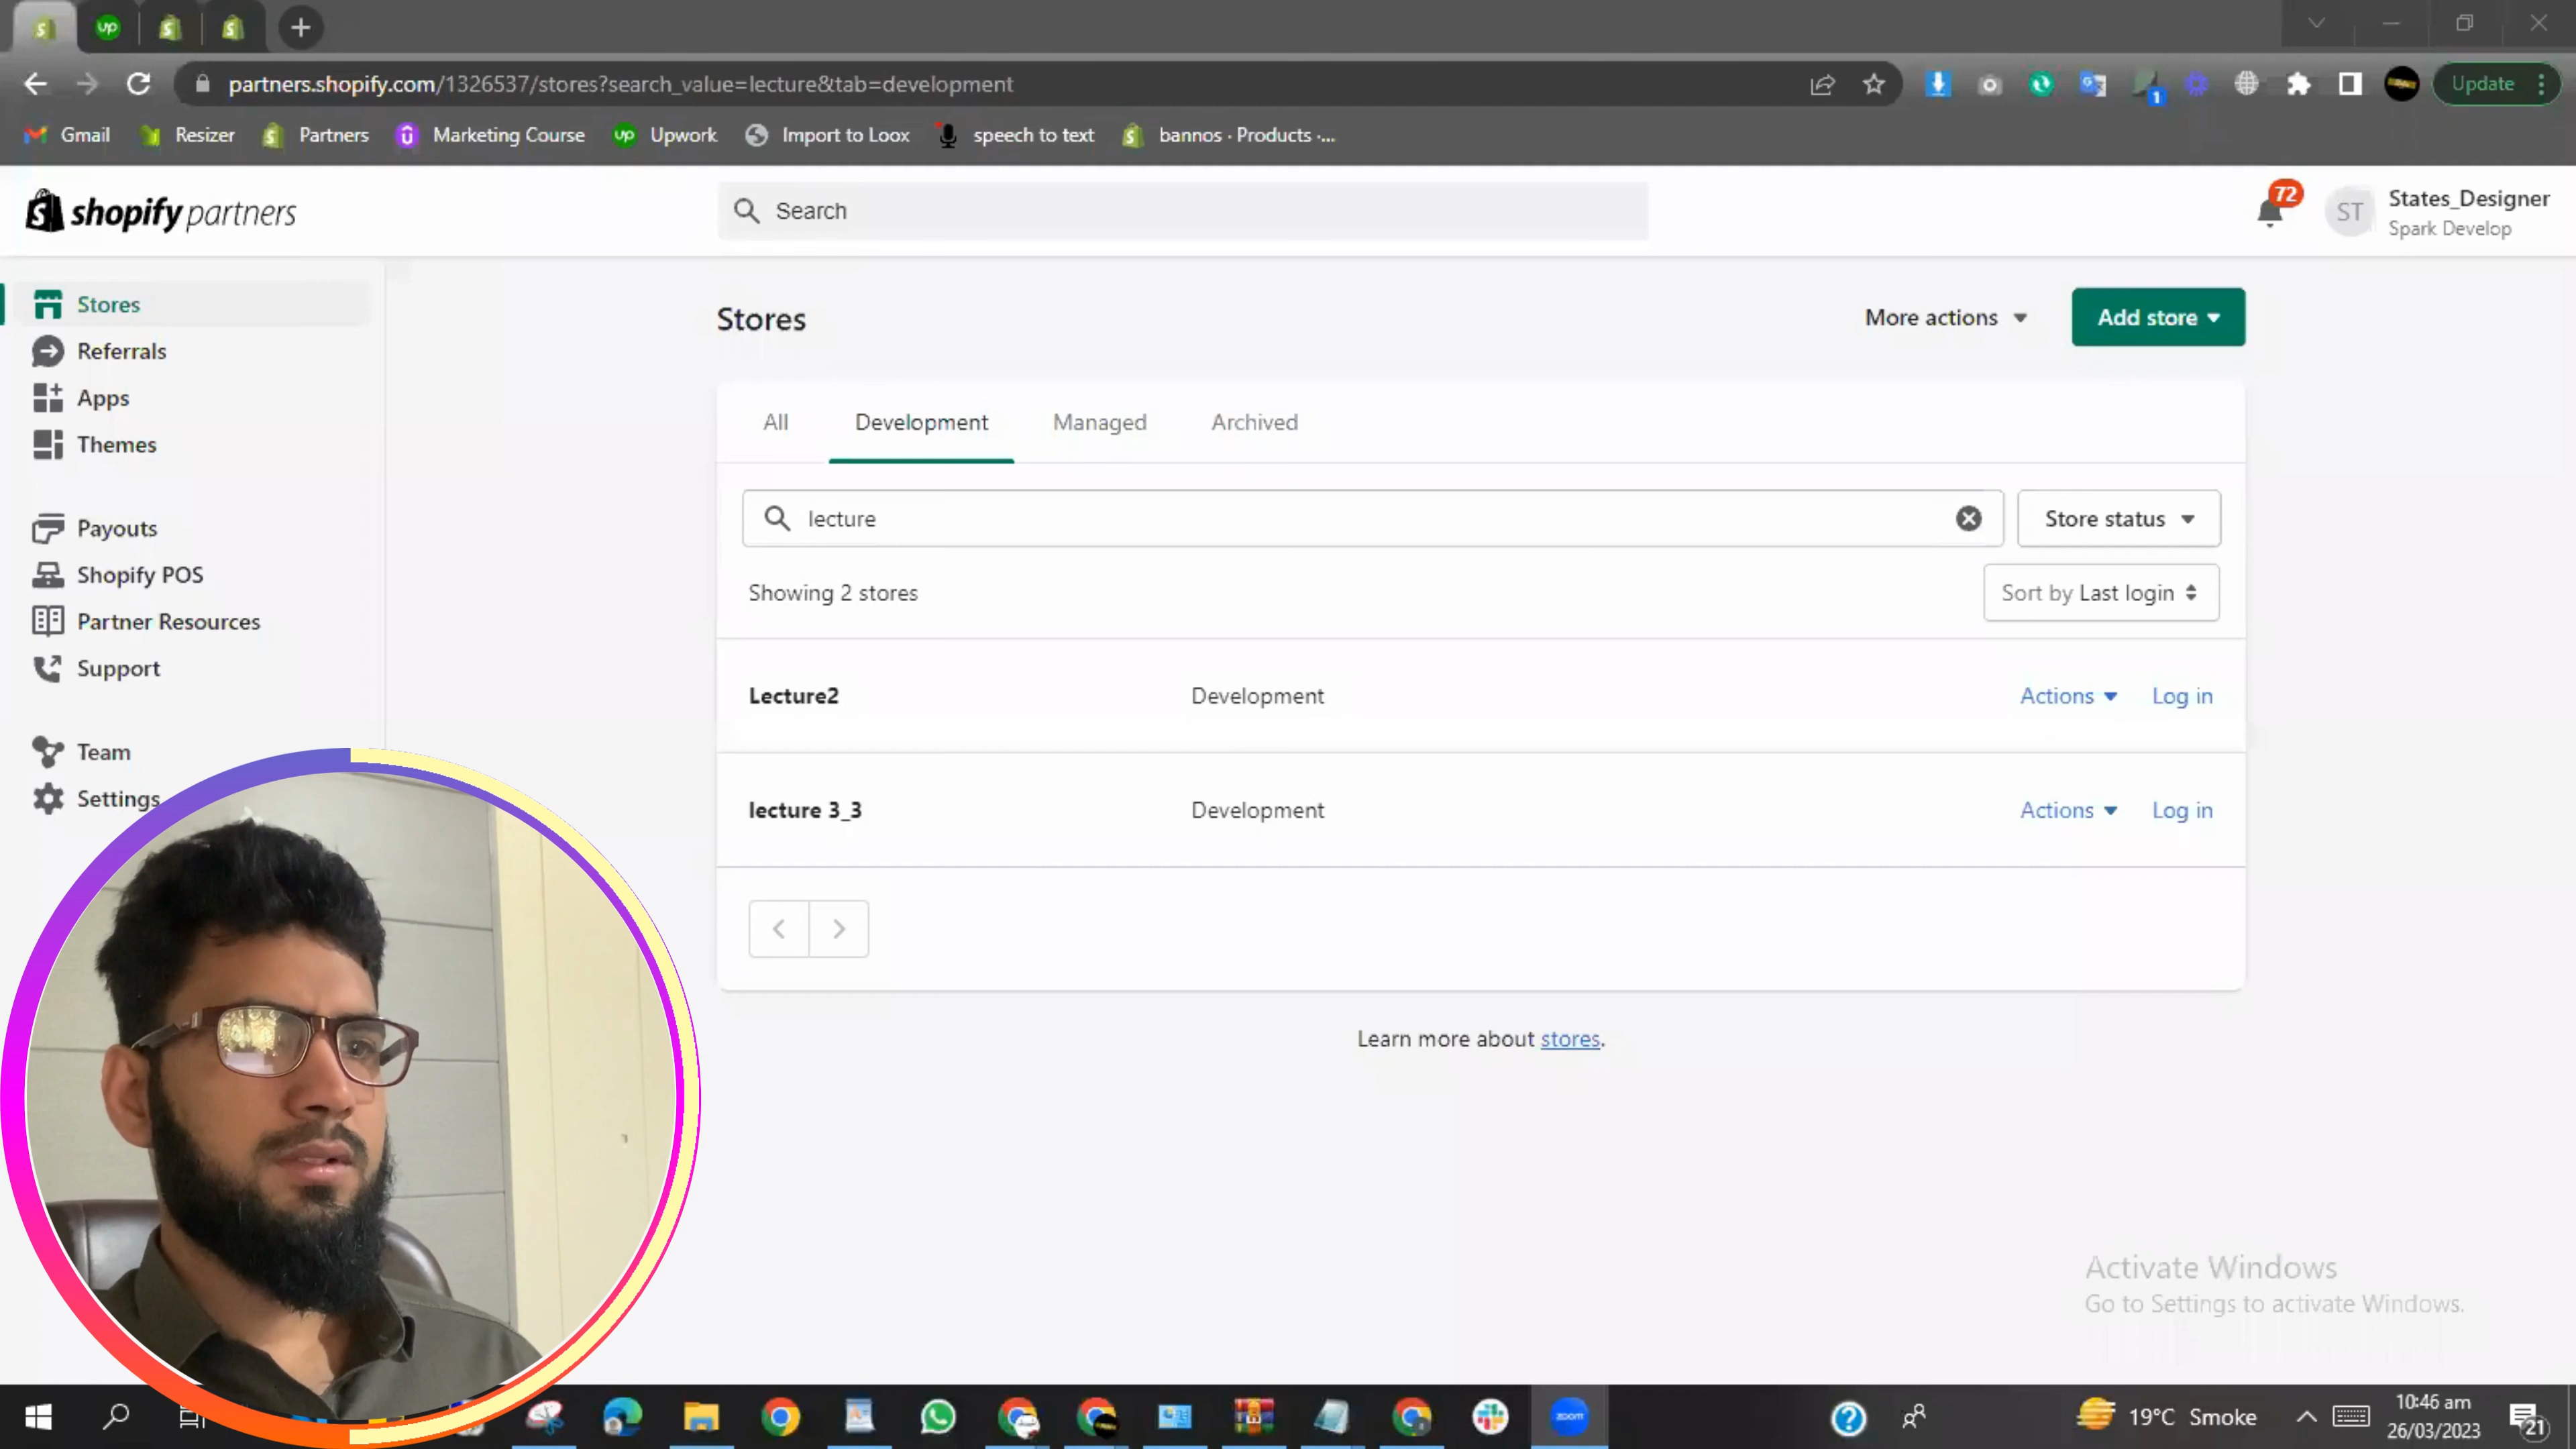 partners.shopify.com/1326537/stores?search_value=lecture&tab=development
Update
Gmail
Resizer
Partners
Marketing Course
up Upwork
Import to Loox
speech to text
bannos · Products ·...
shopify partners
Search
72
ST
States_Designer
Spark Develop
Stores
Referrals
Apps
Themes
Payouts
Shopify POS
Partner Resources
Support
Team
Settings
Stores
More actions
Add store
All
Development
Managed
Archived
lecture
Store status
Showing 2 stores
Sort by Last login
Lecture2
Development
Actions
Log in
lecture 3_3
Development
Actions
Log in
Learn more about stores.
Activate Windows
Go to Settings to activate Windows.
zoom
19°C Smoke
10:46 am
26/03/2023
21